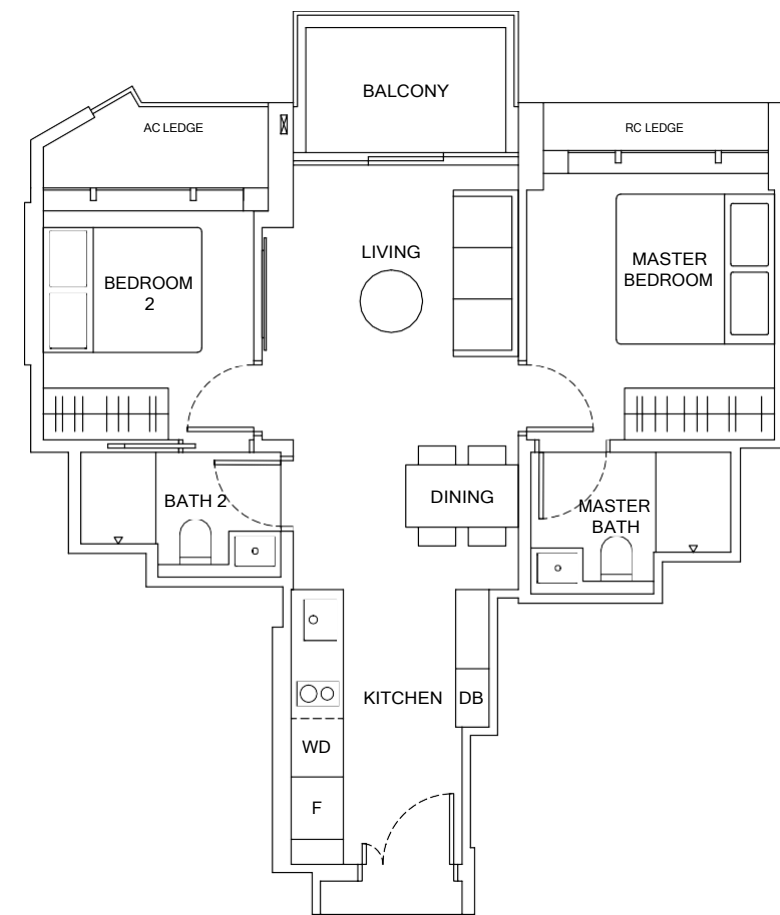 BALCONY
AC LEDGE
RC LEDGE
LIVING
MASTER
BEDROOM
BEDROOM
2
BATH 2
DINING
MASTER
BATH
KITCHEN
DB
WD
F